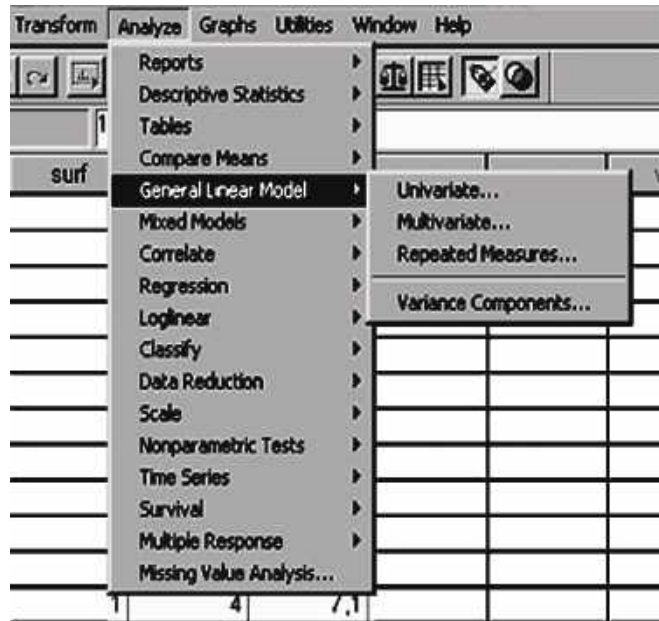 Transform Analyze Graphs Utilities Window Help
1
surf
Reports
Descriptive Statistics
Tables
Compare Means
General Linear Model
Mixed Models
Correlate
Regression
Loglinear
Classify
Data Reduction
Scale
Nonparametric Tests
Time Series
Survival
Multiple Response
Missing Value Analysis...
Univariate...
Multivariate...
Repeated Measures...
Variance Components...
1 4 7,1